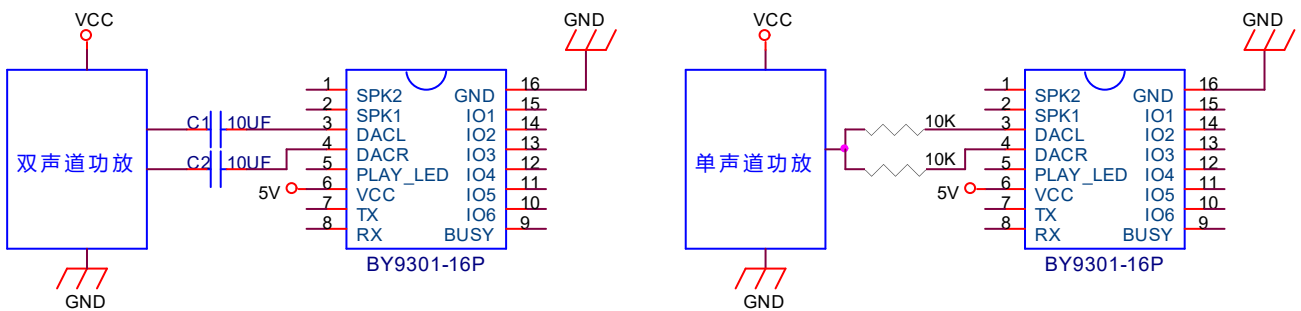 VCC
GND
双声道功放
C1 10UF
C2 10UF
5V
GND
1 SPK2
2 SPK1
3 DACL
4 DACR
5 PLAY_LED
6 VCC
7 TX
8 RX
GND 16
IO1 15
IO2 14
IO3 13
IO4 12
IO5 11
IO6 10
BUSY 9
BY9301-16P
VCC
GND
单声道功放
10K
10K
5V
GND
1 SPK2
2 SPK1
3 DACL
4 DACR
5 PLAY_LED
6 VCC
7 TX
8 RX
GND 16
IO1 15
IO2 14
IO3 13
IO4 12
IO5 11
IO6 10
BUSY 9
BY9301-16P